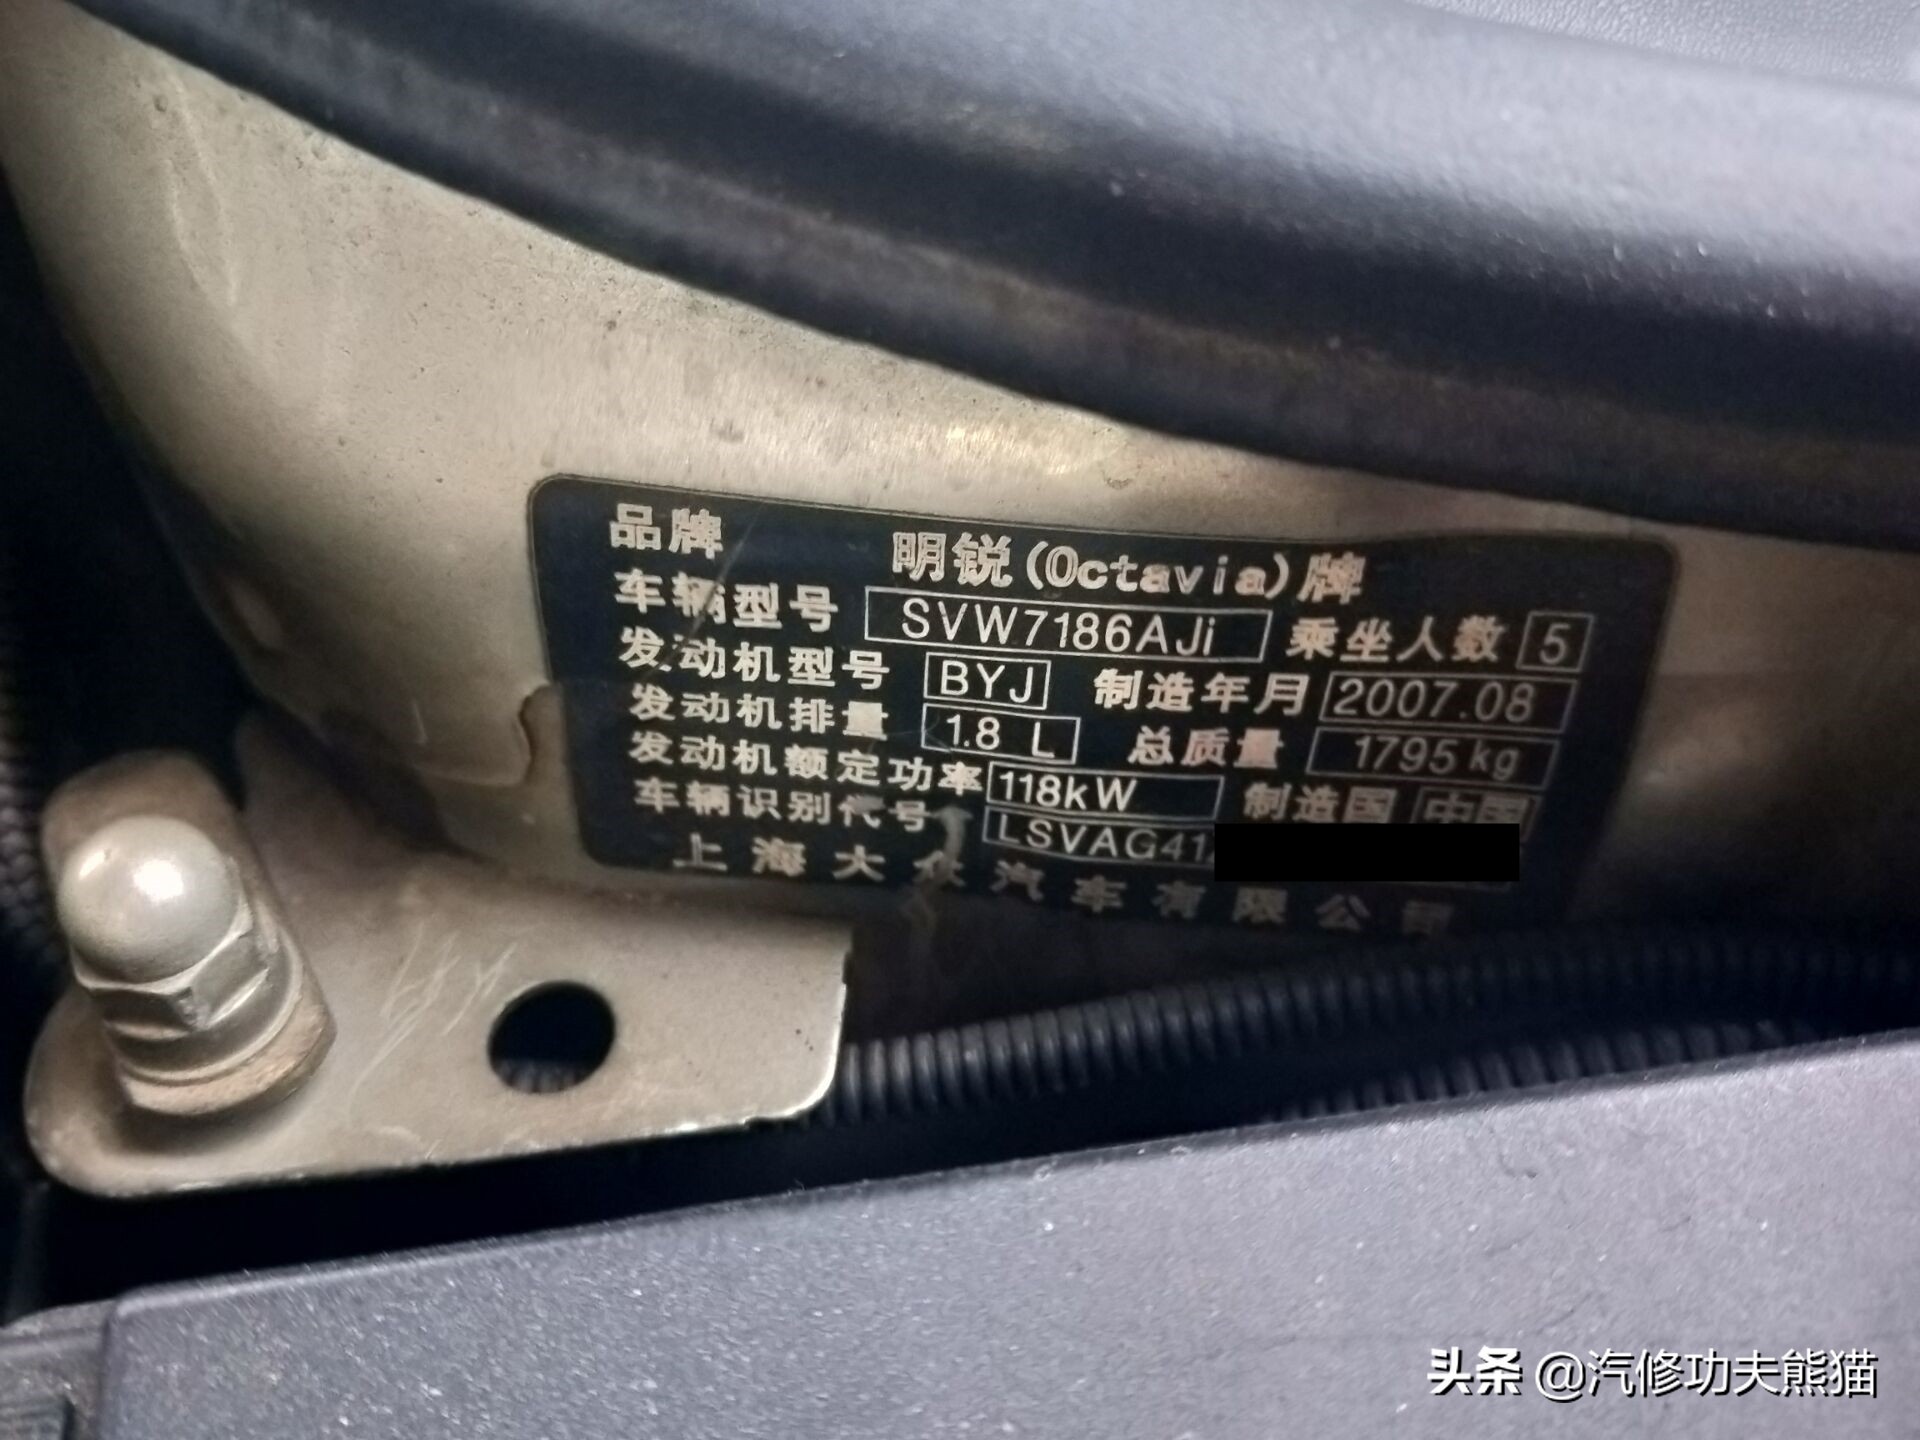 品牌 明锐(Octavia)牌
车辆型号 SVW7186AJi 乘坐人数 5
发动机型号 BYJ 制造年月 2007.08
发动机排量 1.8 L 总质量 1795kg
发动机额定功率 118kW 制造国 中国
车辆识别代号 LSVAG41
上海大众汽车有限公司
头条 @汽修功夫熊猫